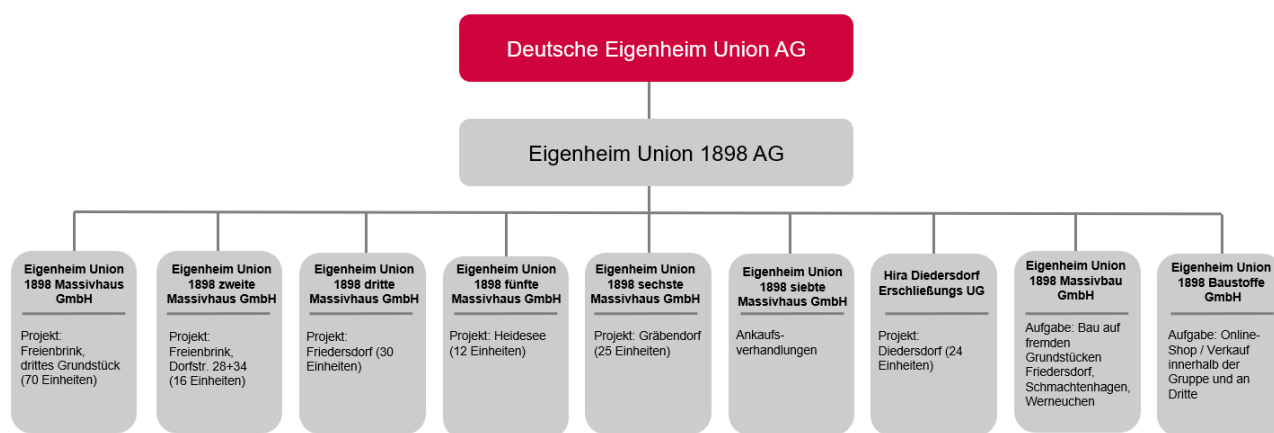 Deutsche Eigenheim Union AG
Eigenheim Union 1898 AG
Eigenheim Union
1898 Massivhaus
GmbH
Projekt:
Freienbrink,
drittes Grundstück
(70 Einheiten)
Eigenheim Union
1898 zweite
Massivhaus GmbH
Projekt:
Freienbrink,
Dorfstr. 28+34
(16 Einheiten)
Eigenheim Union
1898 dritte
Massivhaus GmbH
Projekt:
Friedersdorf (30
Einheiten)
Eigenheim Union
1898 fünfte
Massivhaus GmbH
Projekt: Heidesee
(12 Einheiten)
Eigenheim Union
1898 sechste
Massivhaus GmbH
Projekt: Gräbendorf
(25 Einheiten)
Eigenheim Union
1898 siebte
Massivhaus GmbH
Ankaufs-
verhandlungen
Hira Diedersdorf
Erschließungs UG
Projekt:
Diedersdorf (24
Einheiten)
Eigenheim Union
1898 Massivbau
GmbH
Aufgabe: Bau auf
fremden
Grundstücken
Friedersdorf,
Schmachtenhagen,
Werneuchen
Eigenheim Union
1898 Baustoffe
GmbH
Aufgabe: Online-
Shop / Verkauf
innerhalb der
Gruppe und an
Dritte